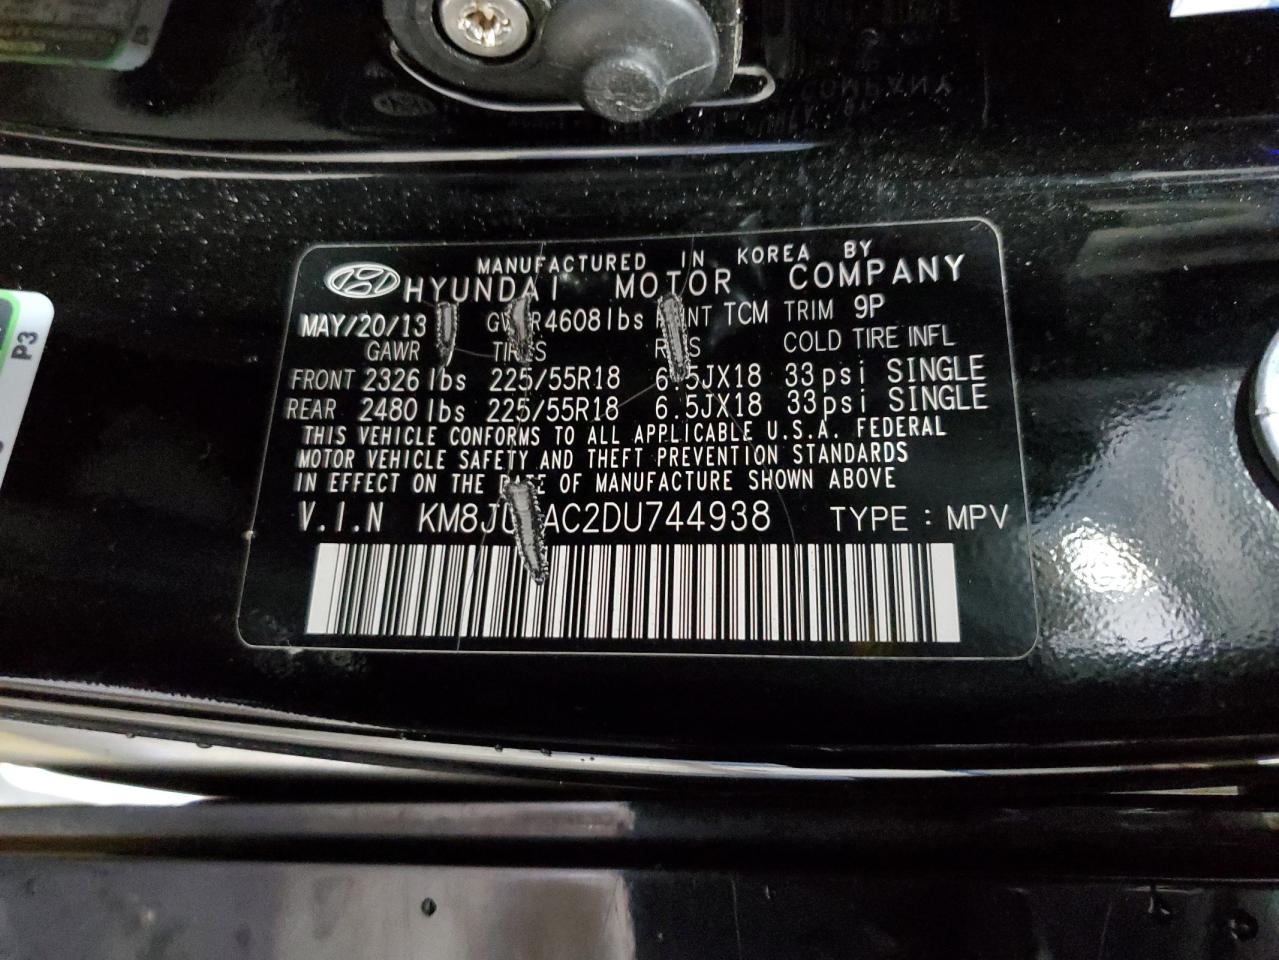 MANUFACTURED IN KOREA BY
HYUNDAI MOTOR COMPANY
MAY/20/13 4608lbs TCM TRIM 9P
GAWR COLD TIRE INFL
FRONT 2326 lbs 225/55R18 6.5JX18 33psi SINGLE
REAR 2480 lbs 225/55R18 6.5JX18 33psi SINGLE
THIS VEHICLE CONFORMS TO ALL APPLICABLE U.S.A. FEDERAL
MOTOR VEHICLE SAFETY AND THEFT PREVENTION STANDARDS
IN EFFECT ON THE DATE OF MANUFACTURE SHOWN ABOVE
V.I.N TYPE : MPV
P3